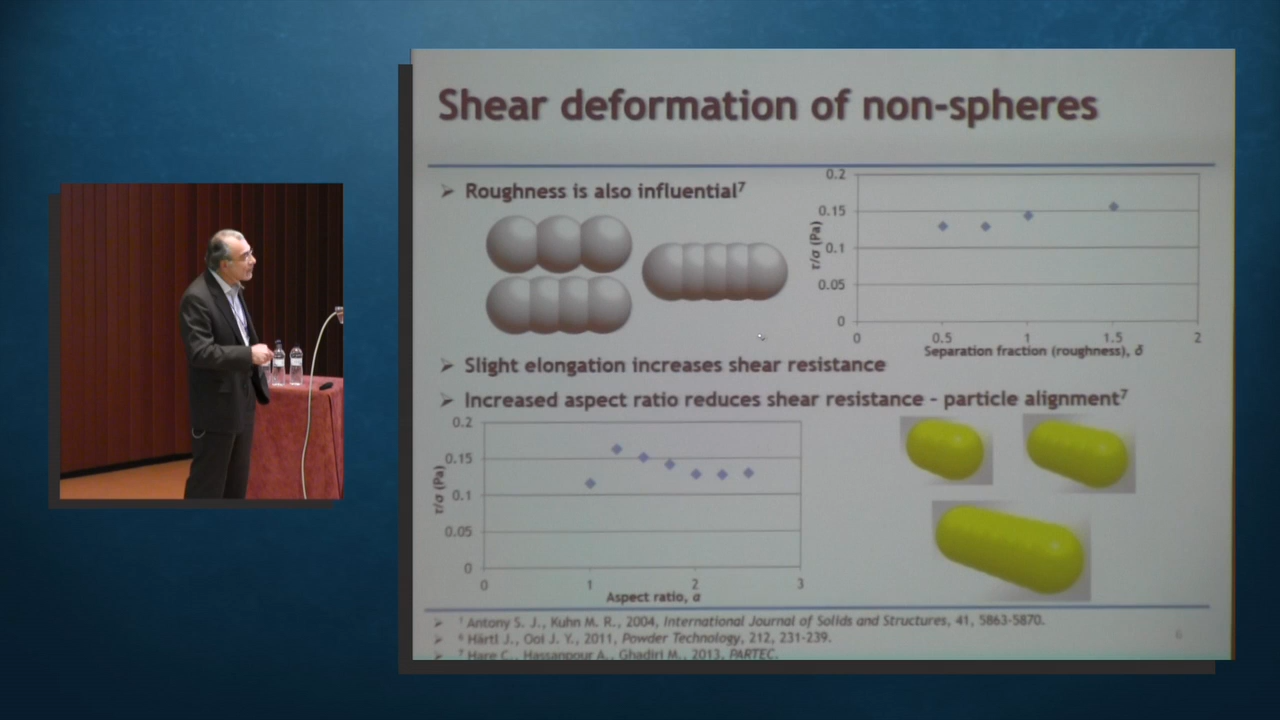 Shear deformation of non-spheres
➢ Roughness is also influential⁷
0.2
0.15
0.1
0.05
0
τ/σ (Pa)
0 0.5 1 1.5 2
Separation fraction (roughness), δ
➢ Slight elongation increases shear resistance
➢ Increased aspect ratio reduces shear resistance – particle alignment⁷
0.2
0.15
0.1
0.05
0
τ/σ (Pa)
0 1 2 3
Aspect ratio, α
➢ ¹ Antony S. J., Kuhn M. R., 2004, International Journal of Solids and Structures, 41, 5863-5870.
➢ ⁶ Härtl J., Ooi J. Y., 2011, Powder Technology, 212, 231-239.
➢ ⁷ Hare C., Hassanpour A., Ghadiri M., 2013, PARTEC.
6